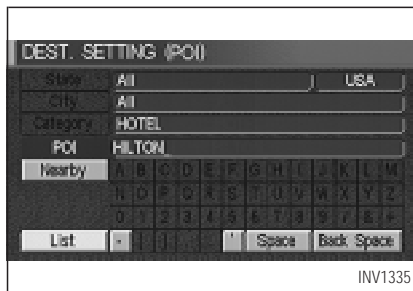 DEST. SETTING (POI)
State All USA
City All
Category HOTEL
POI HILTON_
Nearby A B C D E F G H I J K L M
N O P Q R S T U V W X Y Z
0 1 2 3 4 5 6 7 8 9 / & +
List - ' Space Back Space
INV1335